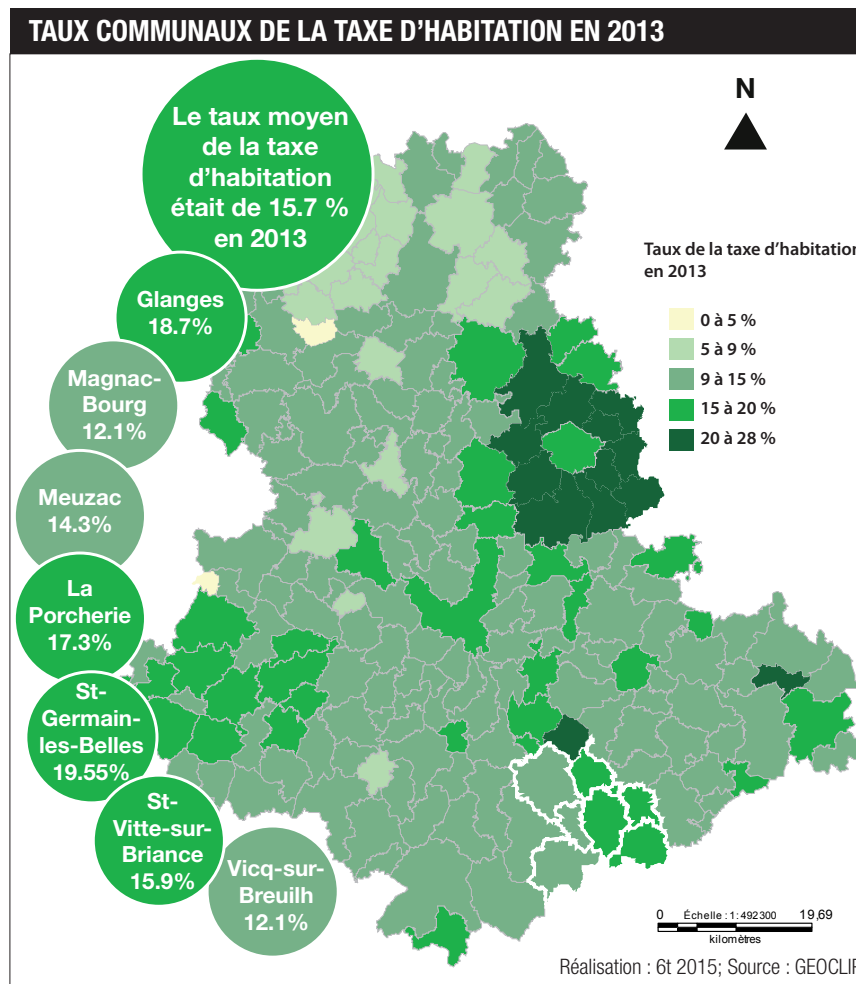 TAUX COMMUNAUX DE LA TAXE D'HABITATION EN 2013
Le taux moyen
de la taxe
d'habitation
était de 15.7 %
en 2013
N
Glanges
18.7%
Magnac-
Bourg
12.1%
Meuzac
14.3%
La
Porcherie
17.3%
St-
Germain-
les-Belles
19.55%
St-
Vitte-sur-
Briance
15.9%
Vicq-sur-
Breuilh
12.1%
Taux de la taxe d'habitation
en 2013
0 à 5 %
5 à 9 %
9 à 15 %
15 à 20 %
20 à 28 %
0 Échelle : 1: 492300 19,69
kilomètres
Réalisation : 6t 2015; Source : GEOCLIP